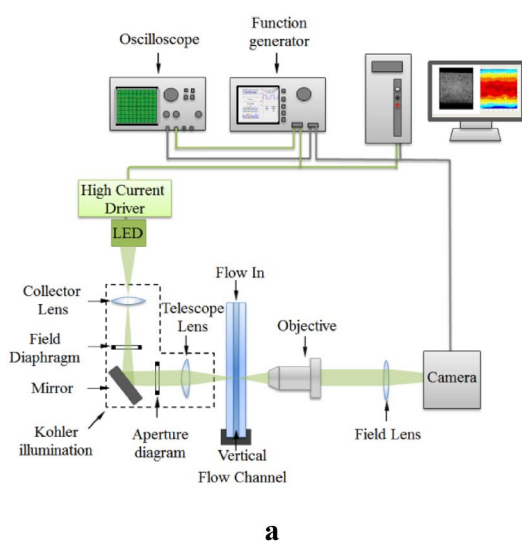 Oscilloscope
Function
generator
High Current
Driver
LED
Flow In
Collector
Lens
Telescope
Lens
Objective
Field
Diaphragm
Mirror
Camera
Kohler
illumination
Aperture
diagram
Vertical
Flow Channel
Field Lens
a